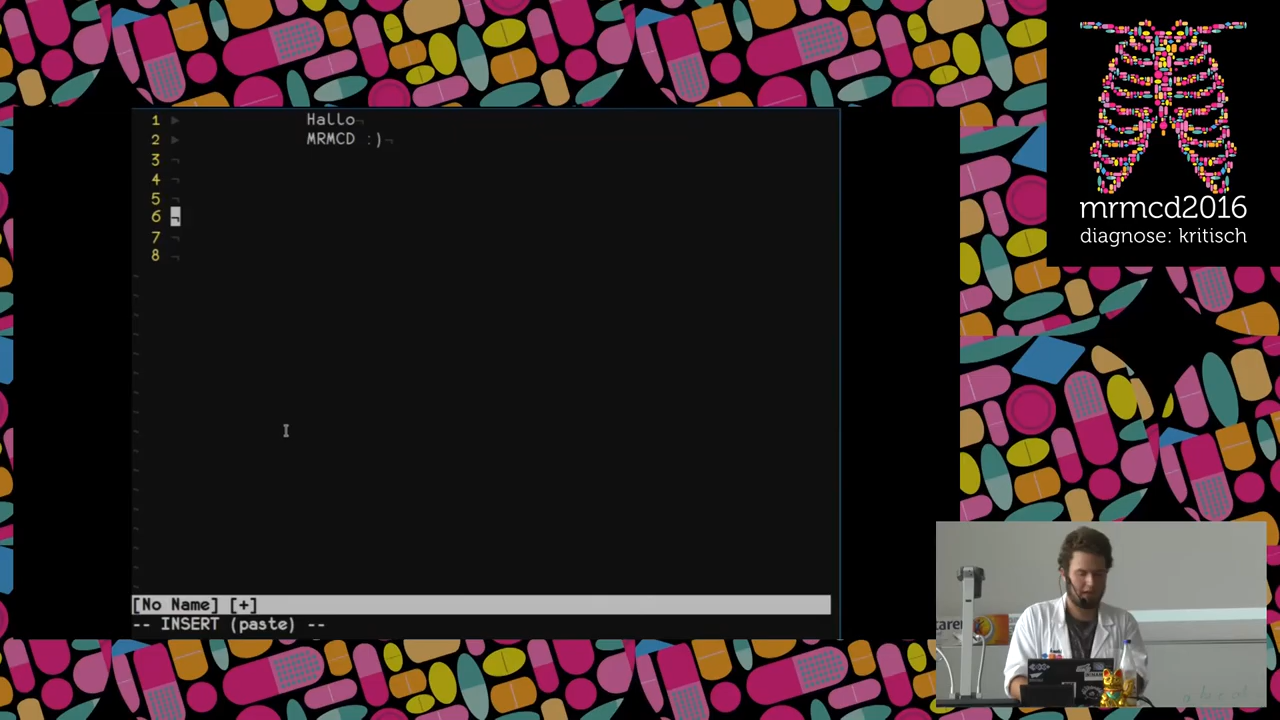 1 Hallo¬
2 MRMCD :)¬
3 ¬
4 ¬
5 ¬
6 ¬
7 ¬
8 ¬
[No Name] [+]
-- INSERT (paste) --
mrmcd2016
diagnose: kritisch